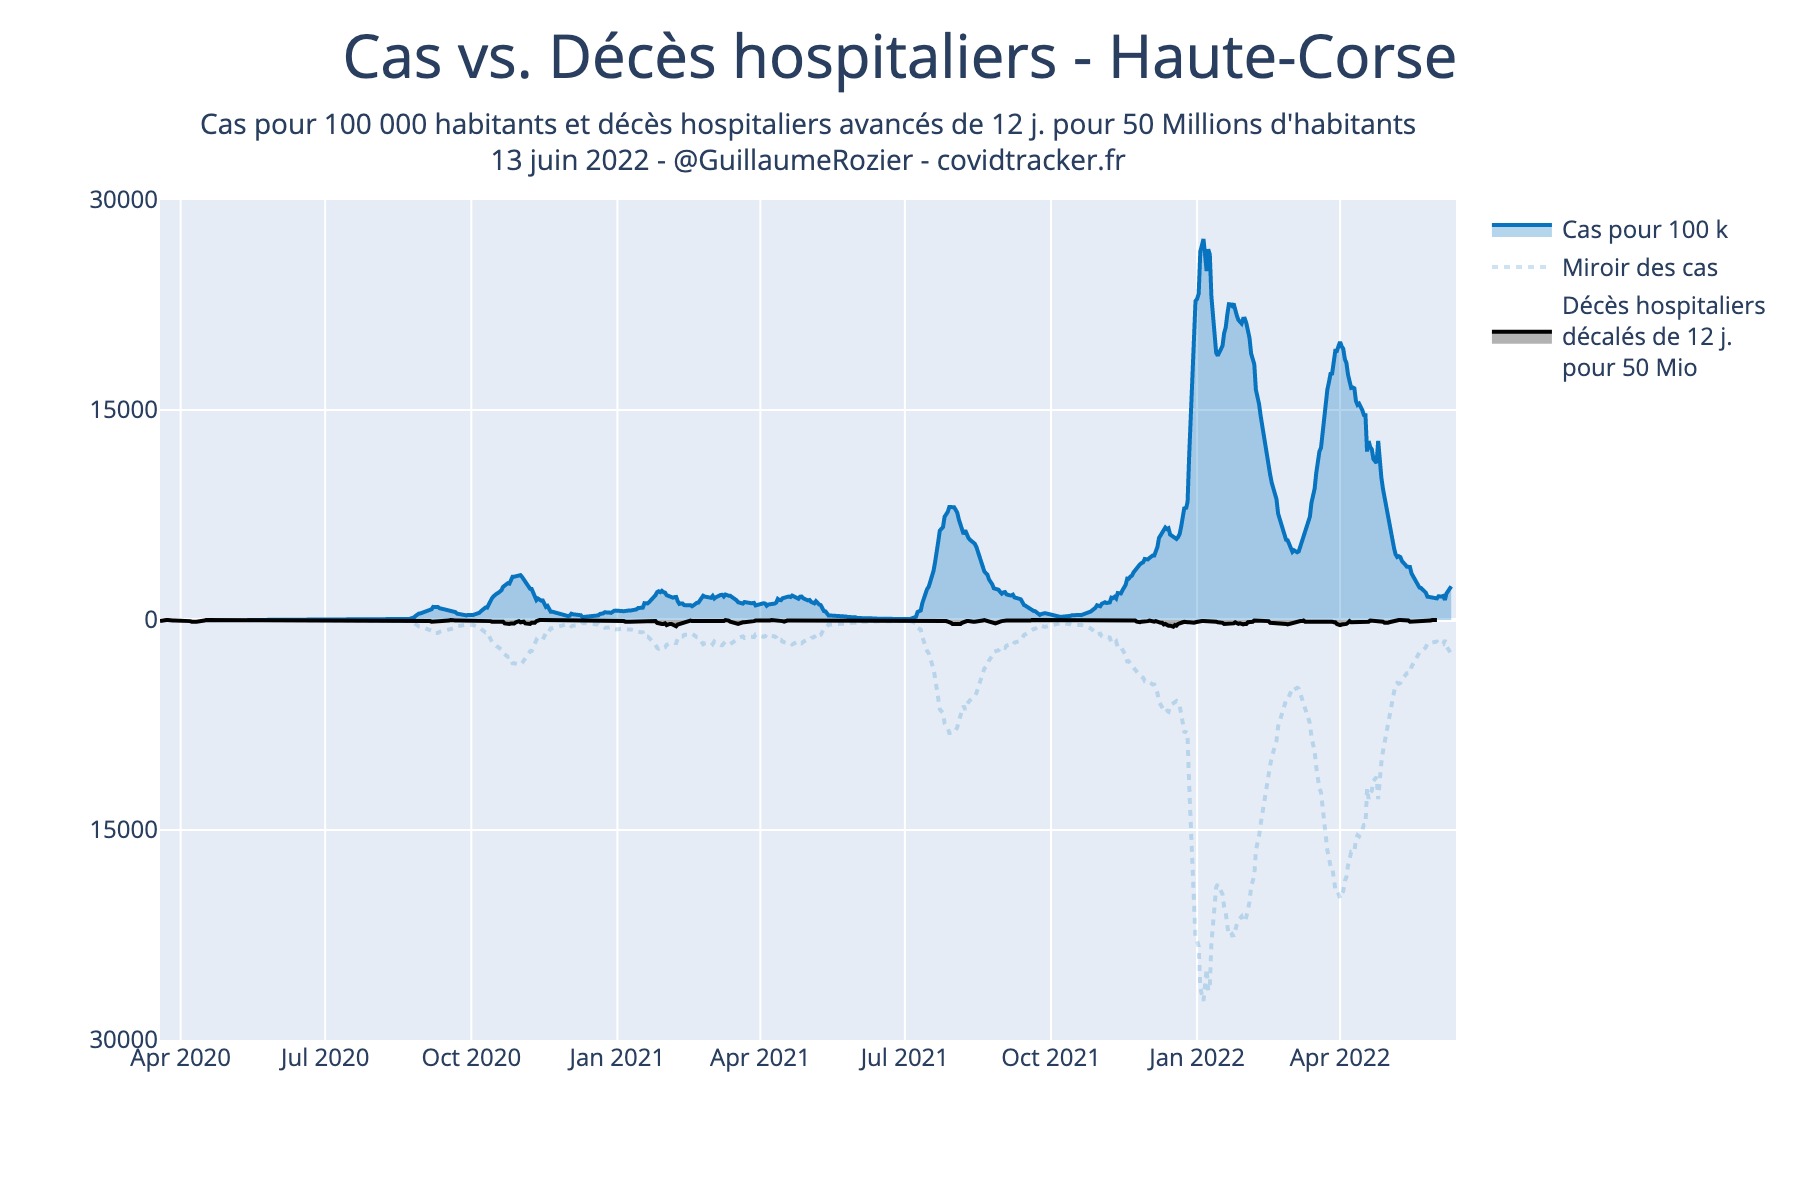 Cas vs. Décès hospitaliers - Haute-Corse
Cas pour 100 000 habitants et décès hospitaliers avancés de 12 j. pour 50 Millions d'habitants
13 juin 2022 - @GuillaumeRozier - covidtracker.fr
30000
15000
0
15000
30000
Apr 2020
Jul 2020
Oct 2020
Jan 2021
Apr 2021
Jul 2021
Oct 2021
Jan 2022
Apr 2022
Cas pour 100 k
Miroir des cas
Décès hospitaliers
décalés de 12 j.
pour 50 Mio